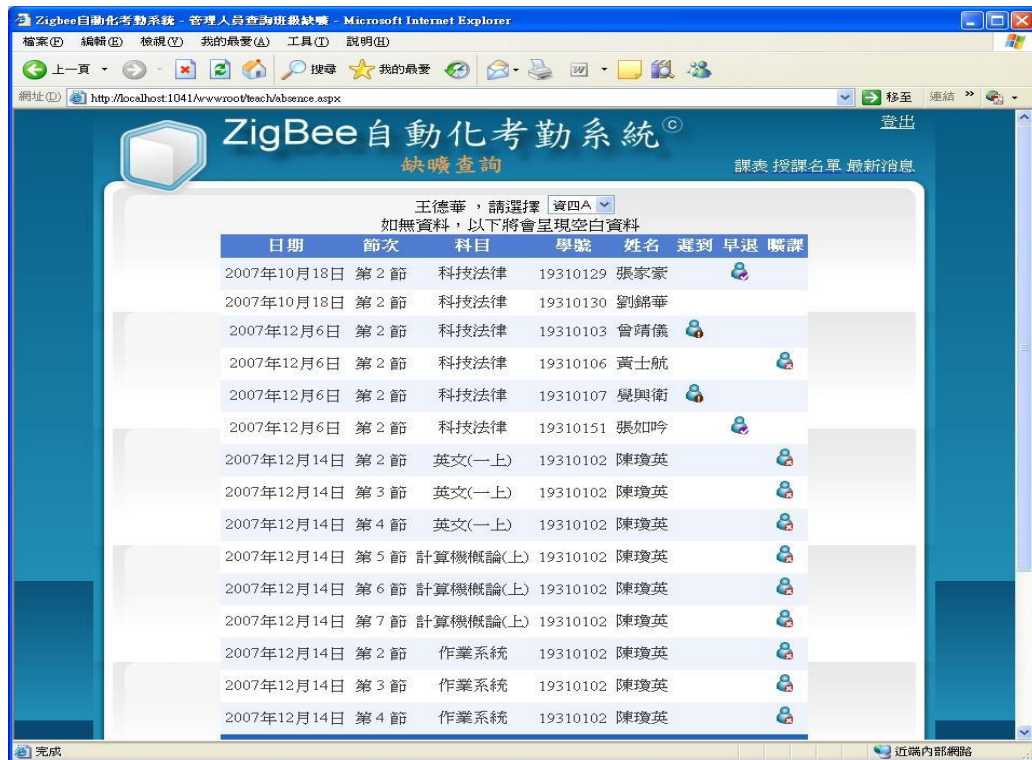 Zigbee自動化考勤系統 - 管理人員查詢班級缺曠 - Microsoft Internet Explorer
檔案(F) 編輯(E) 檢視(V) 我的最愛(A) 工具(T) 說明(H)
上一頁 搜尋 我的最愛
網址(D) http://localhost:1041/wwwroot/teach/absence.aspx 移至 連結 »
ZigBee自動化考勤系統© 登出
缺曠查詢 課表 授課名單 最新消息
王德華，請選擇 資四A
如無資料，以下將會呈現空白資料
日期 節次 科目 學號 姓名 遲到 早退 曠課
2007年10月18日 第 2 節 科技法律 19310129 張家豪
2007年10月18日 第 2 節 科技法律 19310130 劉錦華
2007年12月6日 第 2 節 科技法律 19310103 曾靖儀
2007年12月6日 第 2 節 科技法律 19310106 黃士航
2007年12月6日 第 2 節 科技法律 19310107 興衛
2007年12月6日 第 2 節 科技法律 19310151 張如吟
2007年12月14日 第 2 節 英文(一上) 19310102 陳瓊英
2007年12月14日 第 3 節 英文(一上) 19310102 陳瓊英
2007年12月14日 第 4 節 英文(一上) 19310102 陳瓊英
2007年12月14日 第 5 節 計算機概論(上) 19310102 陳瓊英
2007年12月14日 第 6 節 計算機概論(上) 19310102 陳瓊英
2007年12月14日 第 7 節 計算機概論(上) 19310102 陳瓊英
2007年12月14日 第 2 節 作業系統 19310102 陳瓊英
2007年12月14日 第 3 節 作業系統 19310102 陳瓊英
2007年12月14日 第 4 節 作業系統 19310102 陳瓊英
完成 近端內部網路